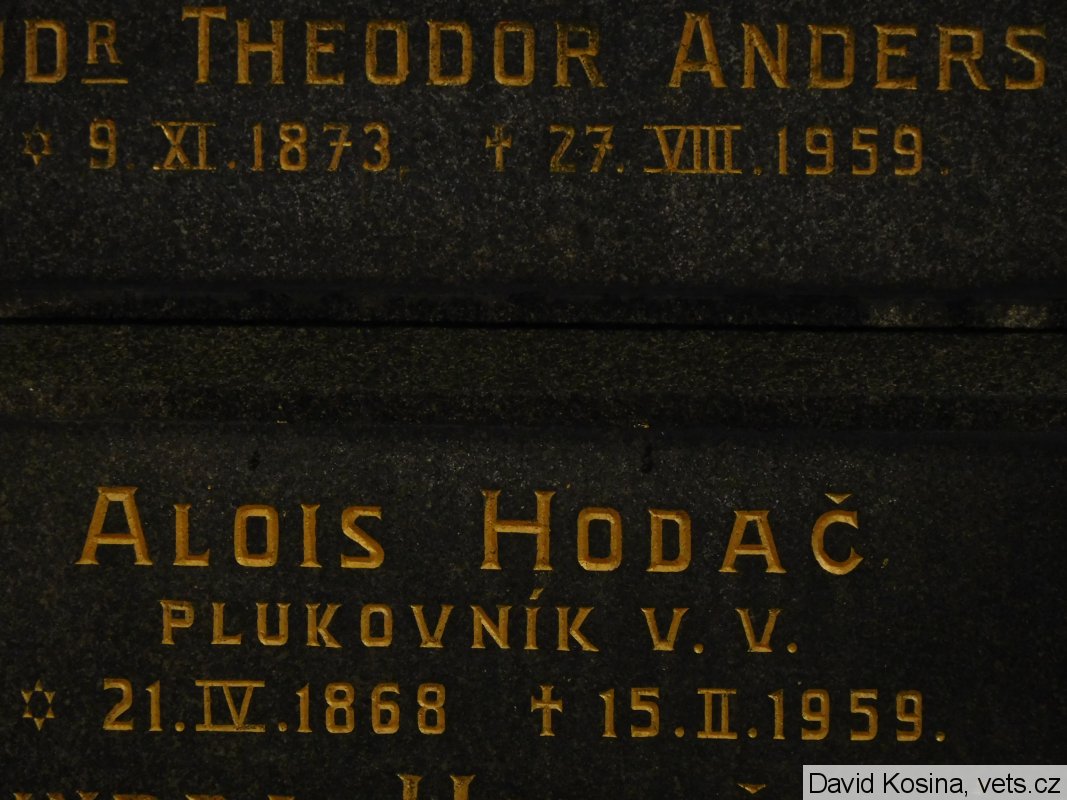 UDR THEODOR ANDERS
✡ 9. XI. 1873. ✝ 27. VIII. 1959.
ALOIS HODAČ
PLUKOVNÍK V. V.
✡ 21. IV. 1868 ✝ 15. II. 1959.
David Kosina, vets.cz